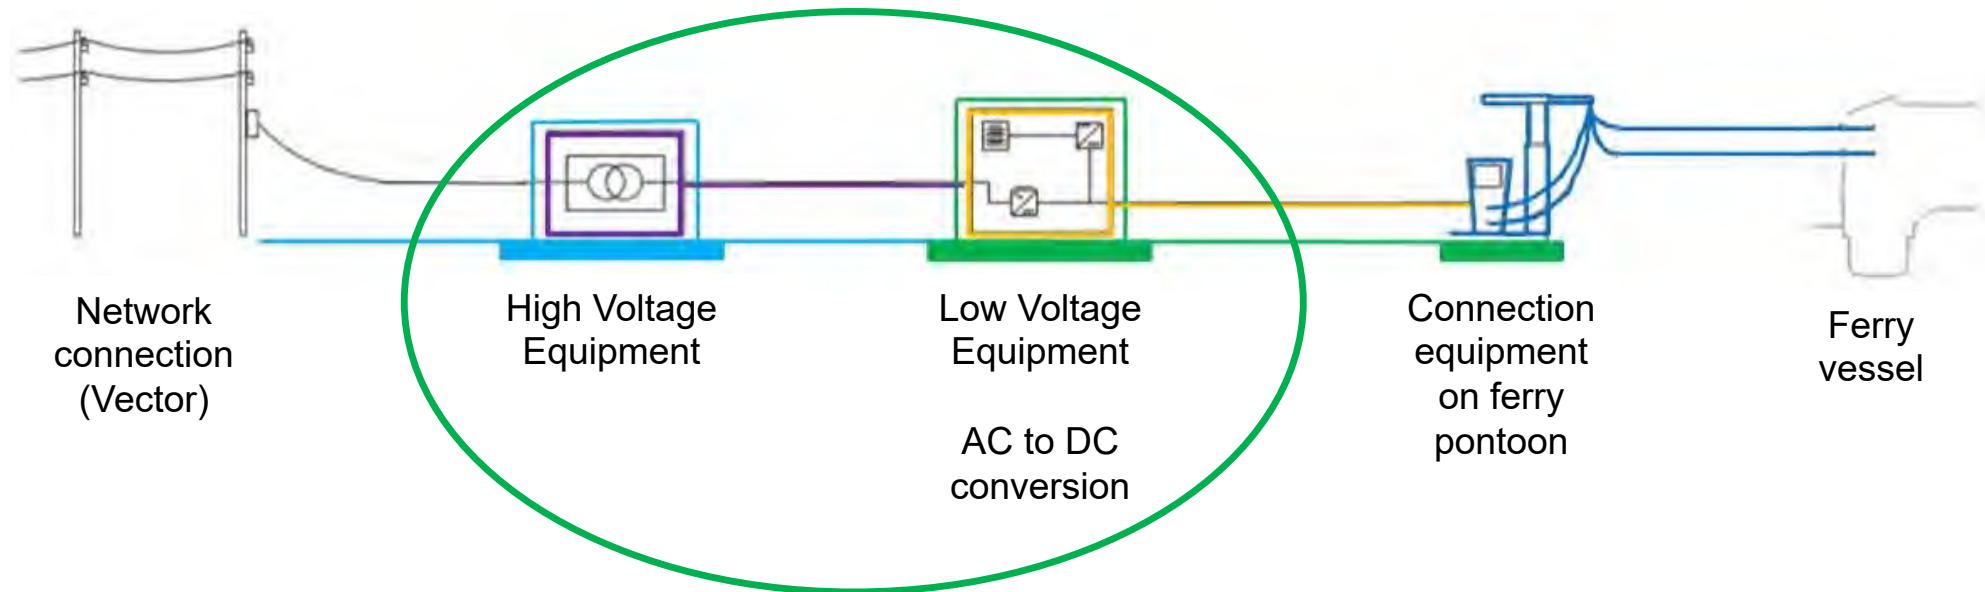 Network
connection
(Vector)
High Voltage
Equipment
Low Voltage
Equipment
AC to DC
conversion
Connection
equipment
on ferry
pontoon
Ferry
vessel